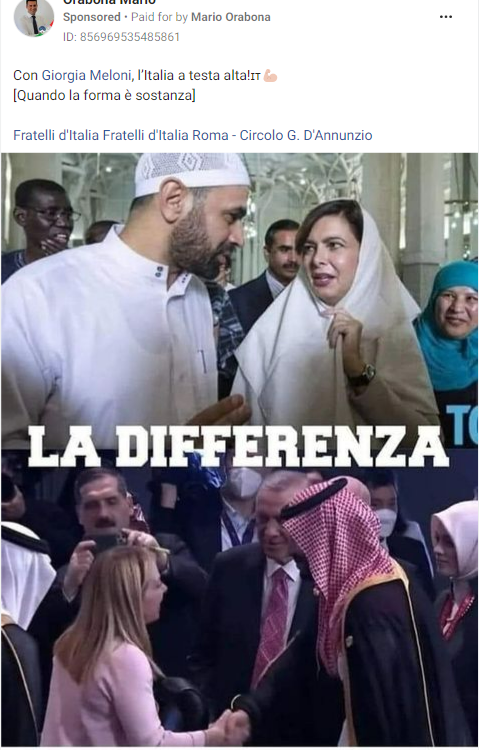 Orabona Mario
Sponsored • Paid for by Mario Orabona
ID: 856969535485861
Con Giorgia Meloni, l'Italia a testa alta!🇮🇹💪🏻
[Quando la forma è sostanza]
Fratelli d'Italia Fratelli d'Italia Roma - Circolo G. D'Annunzio
LA DIFFERENZA